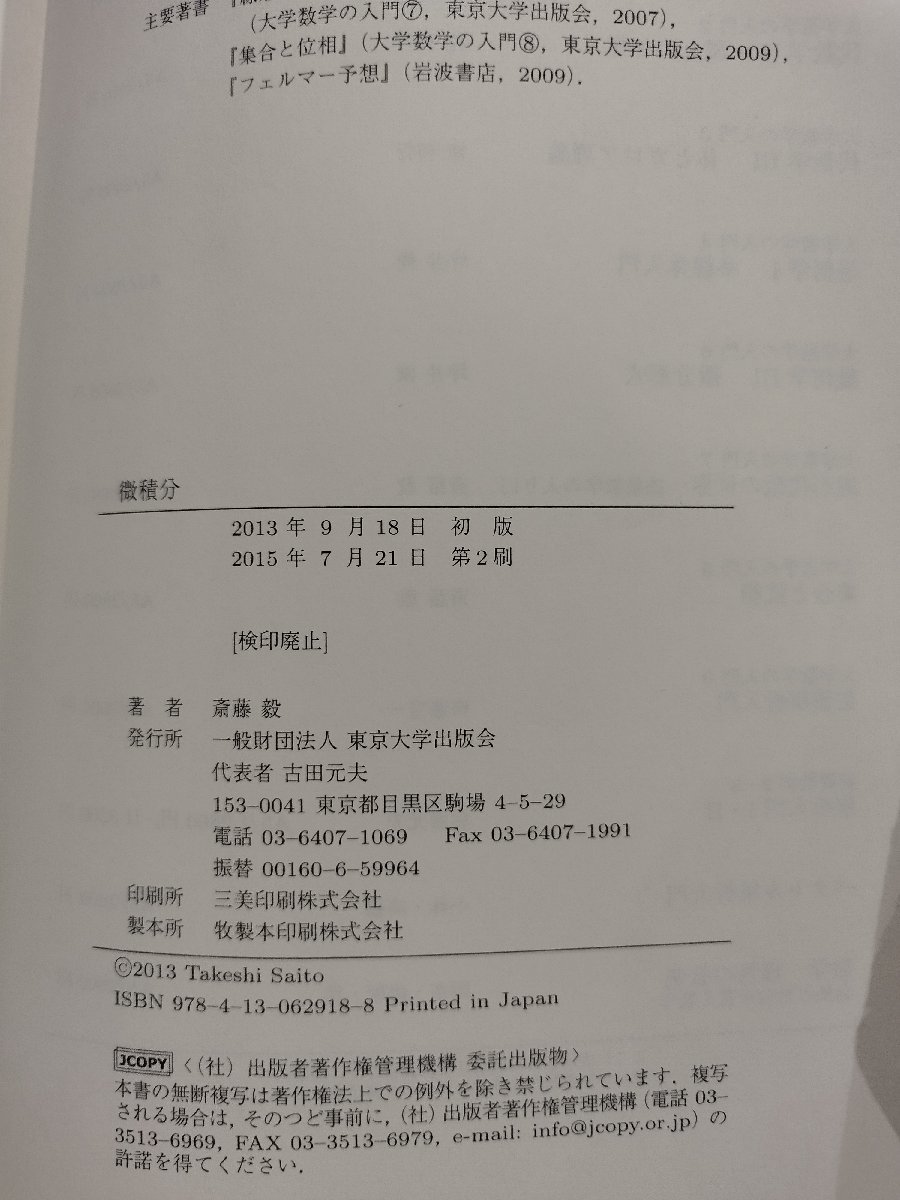 主要著書
(大学数学の入門⑦, 東京大学出版会, 2007),
『集合と位相』(大学数学の入門⑧, 東京大学出版会, 2009),
『フェルマー予想』(岩波書店, 2009).
微積分
2013 年 9 月 18 日 初 版
2015 年 7 月 21 日 第 2 刷
[検印廃止]
著 者 斎藤 毅
発行所 一般財団法人 東京大学出版会
代表者 古田元夫
153–0041 東京都目黒区駒場 4–5–29
電話 03–6407–1069 Fax 03–6407–1991
振替 00160–6–59964
印刷所 三美印刷株式会社
製本所 牧製本印刷株式会社
©2013 Takeshi Saito
ISBN 978–4–13–062918–8 Printed in Japan
JCOPY〈(社) 出版者著作権管理機構 委託出版物〉
本書の無断複写は著作権法上での例外を除き禁じられています. 複写
される場合は, そのつど事前に, (社) 出版者著作権管理機構 (電話 03–
3513–6969, FAX 03–3513–6979, e-mail: info@jcopy.or.jp) の
許諾を得てください.